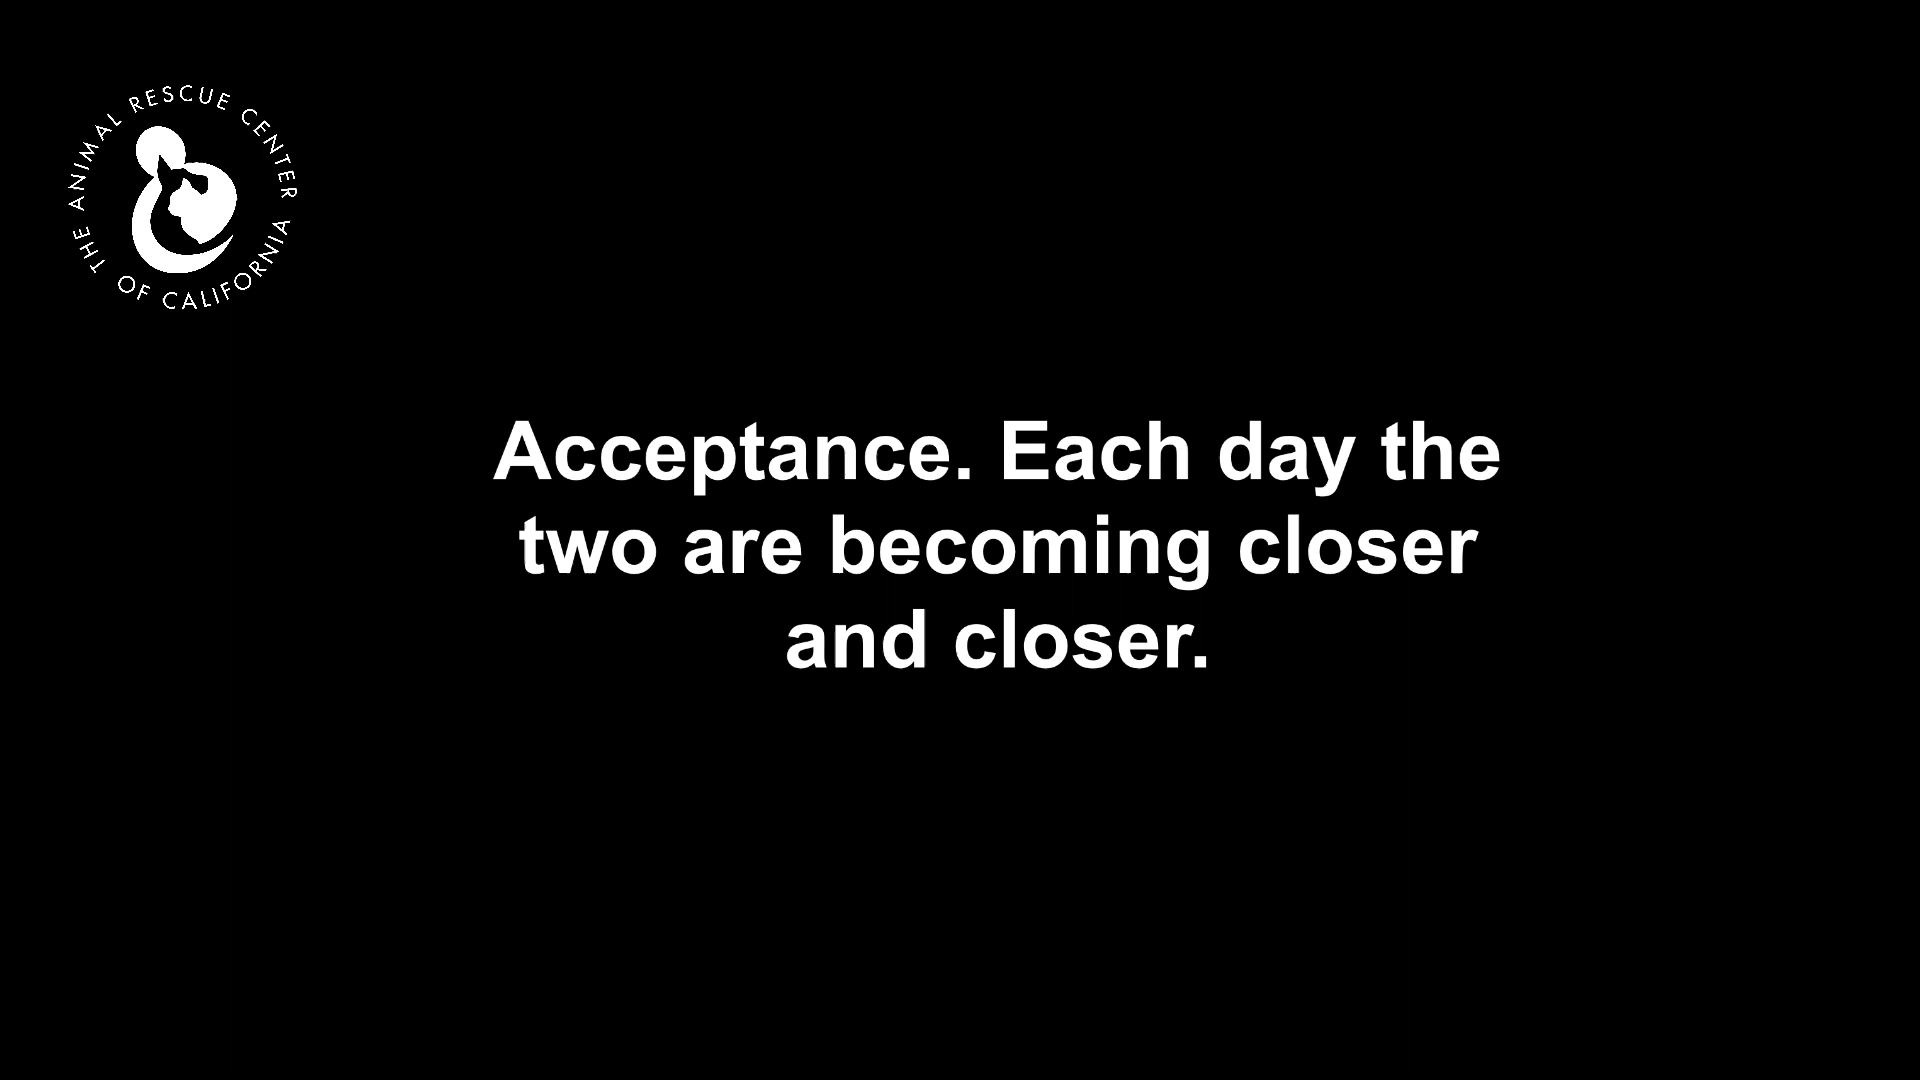 THE ANIMAL RESCUE CENTER
OF CALIFORNIA
Acceptance. Each day the
two are becoming closer
and closer.